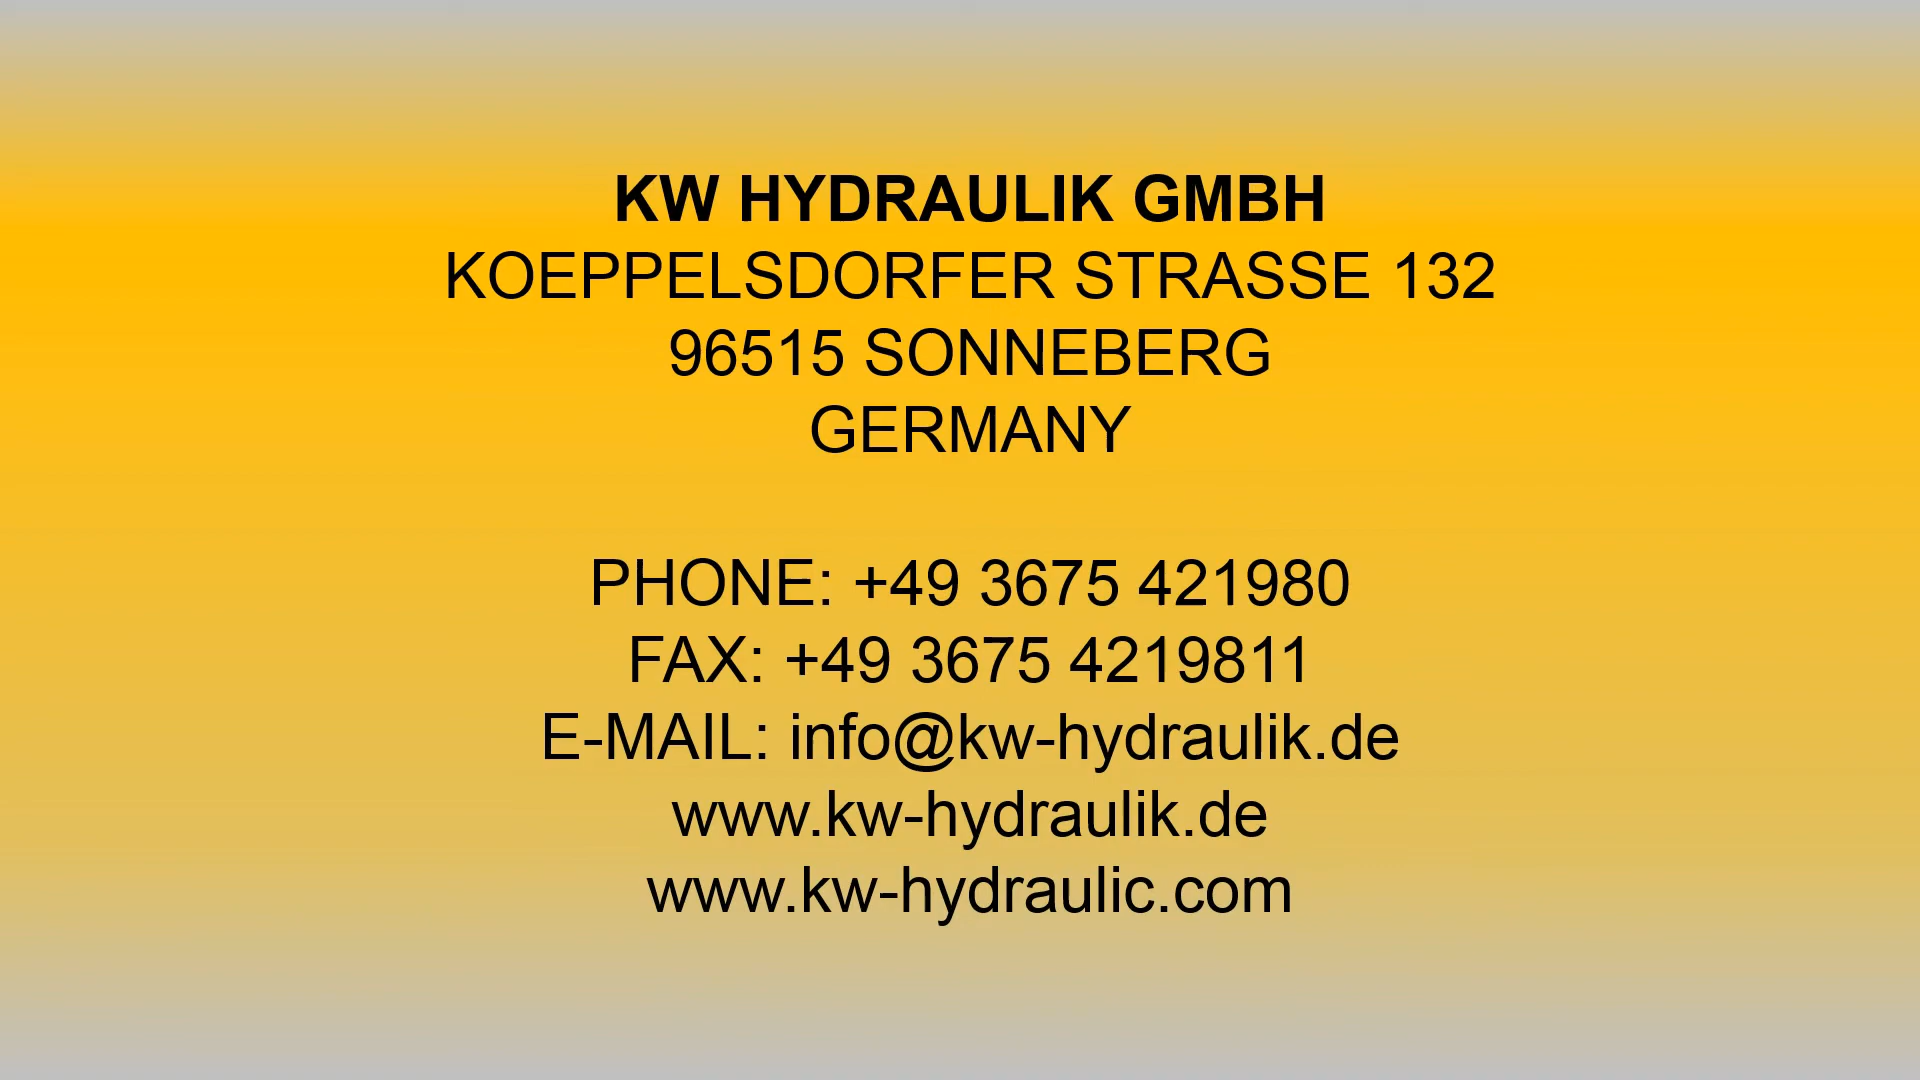 KW HYDRAULIK GMBH
KOEPPELSDORFER STRASSE 132
96515 SONNEBERG
GERMANY
PHONE: +49 3675 421980
FAX: +49 3675 4219811
E-MAIL: info@kw-hydraulik.de
www.kw-hydraulik.de
www.kw-hydraulic.com